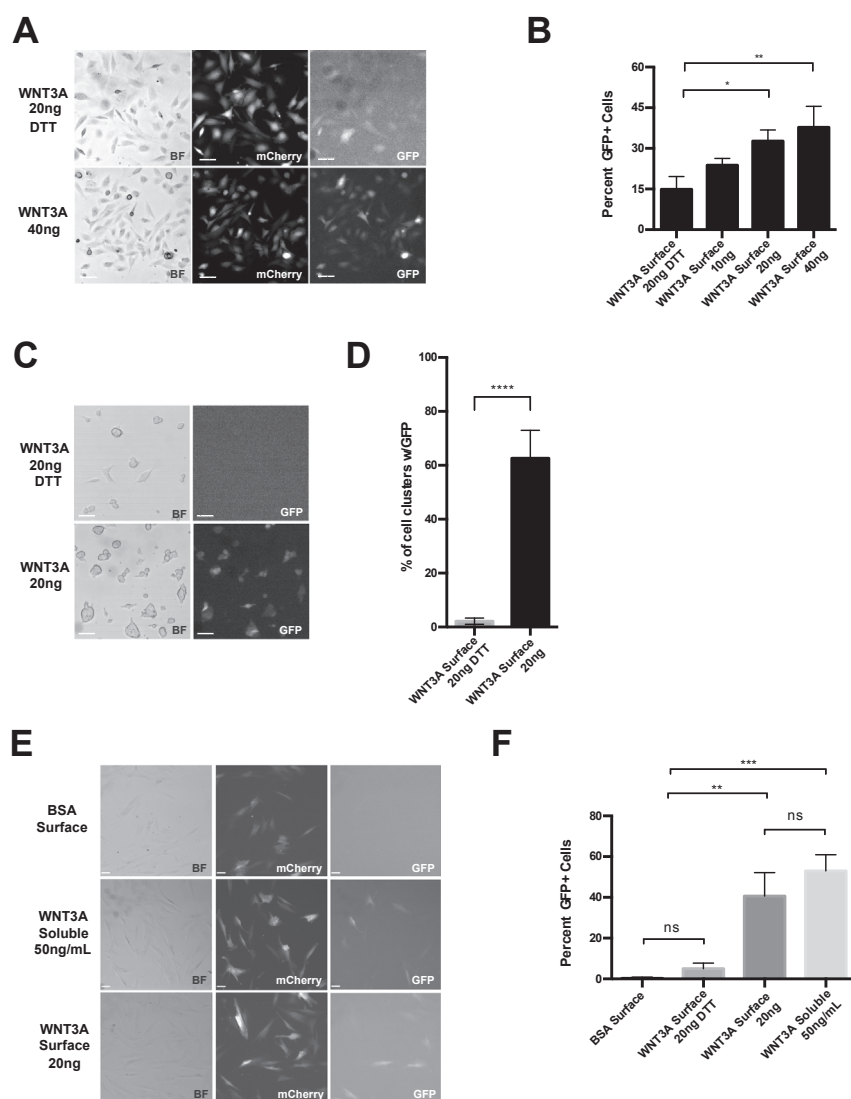 A
WNT3A
20ng
DTT
BF
mCherry
GFP
WNT3A
40ng
BF
mCherry
GFP
B
Percent GFP+ Cells
60
45
30
15
0
**
*
WNT3A Surface
20ng DTT
WNT3A Surface
10ng
WNT3A Surface
20ng
WNT3A Surface
40ng
C
WNT3A
20ng
DTT
BF
GFP
WNT3A
20ng
BF
GFP
D
% of cell clusters w/GFP
100
80
60
40
20
0
****
WNT3A Surface
20ng DTT
WNT3A Surface
20ng
E
BSA
Surface
BF
mCherry
GFP
WNT3A
Soluble
50ng/mL
BF
mCherry
GFP
WNT3A
Surface
20ng
BF
mCherry
GFP
F
Percent GFP+ Cells
80
60
40
20
0
***
**
ns
ns
BSA Surface
WNT3A Surface
20ng DTT
WNT3A Surface
20ng
WNT3A Soluble
50ng/mL